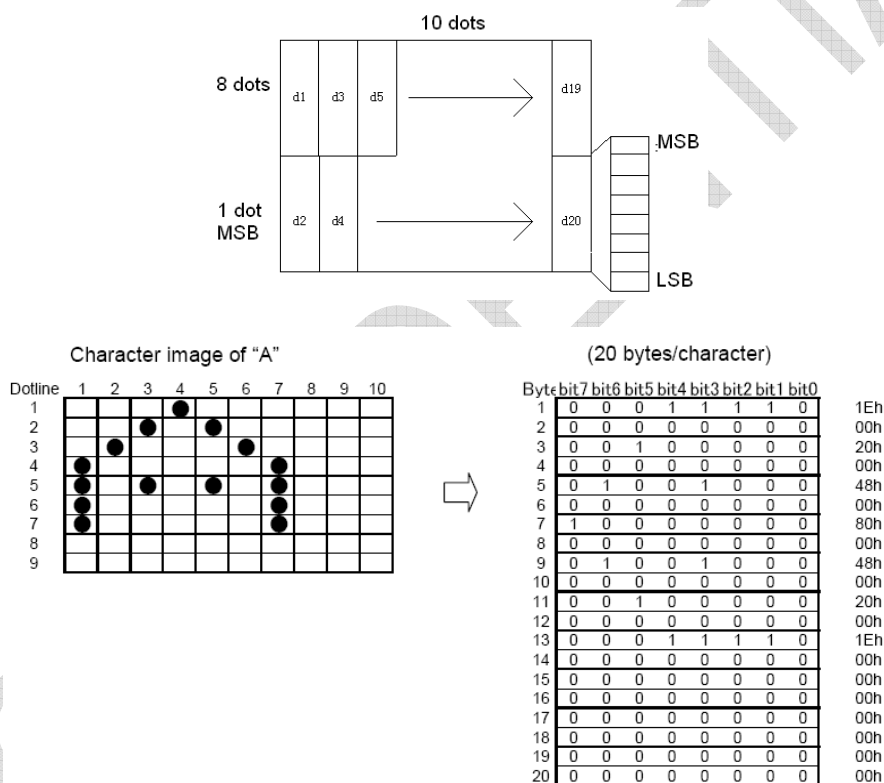 10 dots
8 dots
d1 d3 d5 d19
MSB
1 dot
MSB
d2 d4 d20
LSB
Character image of “A”
Dotline 1 2 3 4 5 6 7 8 9 10
1
2
3
4
5
6
7
8
9
(20 bytes/character)
Byte bit7 bit6 bit5 bit4 bit3 bit2 bit1 bit0
1 0 0 0 1 1 1 1 0 1Eh
2 0 0 0 0 0 0 0 0 00h
3 0 0 1 0 0 0 0 0 20h
4 0 0 0 0 0 0 0 0 00h
5 0 1 0 0 1 0 0 0 48h
6 0 0 0 0 0 0 0 0 00h
7 1 0 0 0 0 0 0 0 80h
8 0 0 0 0 0 0 0 0 00h
9 0 1 0 0 1 0 0 0 48h
10 0 0 0 0 0 0 0 0 00h
11 0 0 1 0 0 0 0 0 20h
12 0 0 0 0 0 0 0 0 00h
13 0 0 0 1 1 1 1 0 1Eh
14 0 0 0 0 0 0 0 0 00h
15 0 0 0 0 0 0 0 0 00h
16 0 0 0 0 0 0 0 0 00h
17 0 0 0 0 0 0 0 0 00h
18 0 0 0 0 0 0 0 0 00h
19 0 0 0 0 0 0 0 0 00h
20 0 0 0 0 0 0 0 0 00h